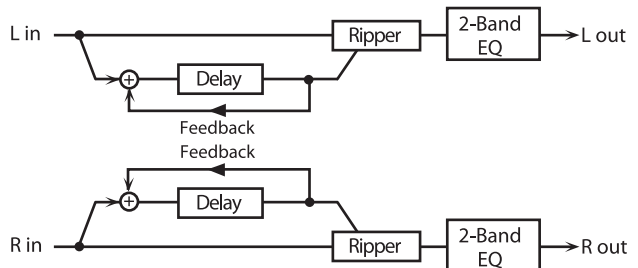 L in
Ripper
2-Band
EQ
L out
+
Delay
Feedback
Feedback
+
Delay
R in
Ripper
2-Band
EQ
R out